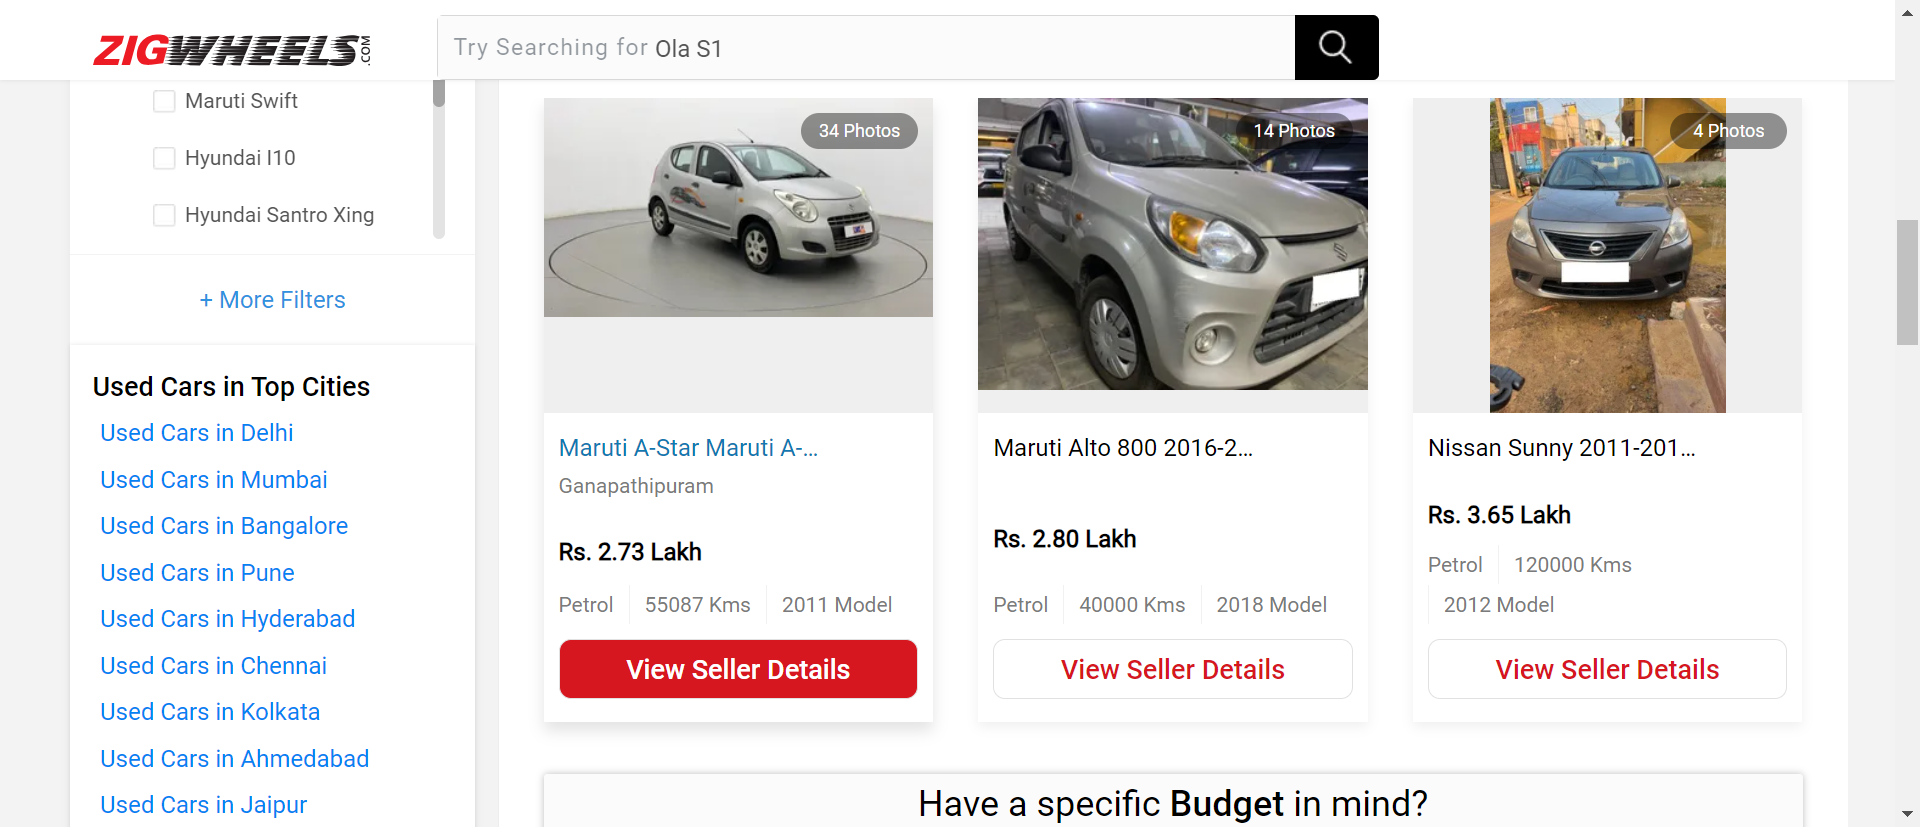 ZIGWHEELS.COM
Try Searching for Ola S1
Maruti Swift
Hyundai I10
Hyundai Santro Xing
+ More Filters
Used Cars in Top Cities
Used Cars in Delhi
Used Cars in Mumbai
Used Cars in Bangalore
Used Cars in Pune
Used Cars in Hyderabad
Used Cars in Chennai
Used Cars in Kolkata
Used Cars in Ahmedabad
Used Cars in Jaipur
34 Photos
Maruti A-Star Maruti A-...
Ganapathipuram
Rs. 2.73 Lakh
Petrol 55087 Kms 2011 Model
View Seller Details
14 Photos
Maruti Alto 800 2016-2...
Rs. 2.80 Lakh
Petrol 40000 Kms 2018 Model
View Seller Details
4 Photos
Nissan Sunny 2011-201...
Rs. 3.65 Lakh
Petrol 120000 Kms
2012 Model
View Seller Details
Have a specific Budget in mind?